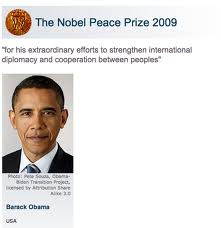 The Nobel Peace Prize 2009
"for his extraordinary efforts to strengthen international
diplomacy and cooperation between peoples"
Photo: Pete Souza, Obama-
Biden Transition Project,
licensed by Attribution Share
Alike 3.0
Barack Obama
USA